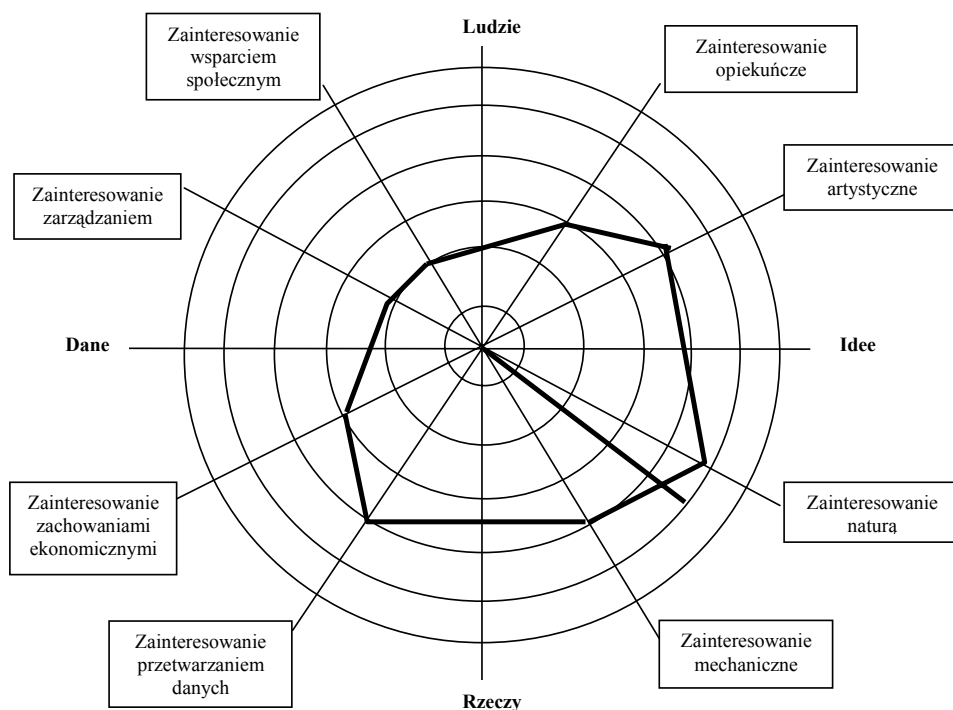 Ludzie
Zainteresowanie
wsparciem
społecznym
Zainteresowanie
opiekuńcze
Zainteresowanie
artystyczne
Zainteresowanie
zarządzaniem
Dane
Idee
Zainteresowanie
zachowaniami
ekonomicznymi
Zainteresowanie
naturą
Zainteresowanie
przetwarzaniem
danych
Zainteresowanie
mechaniczne
Rzeczy